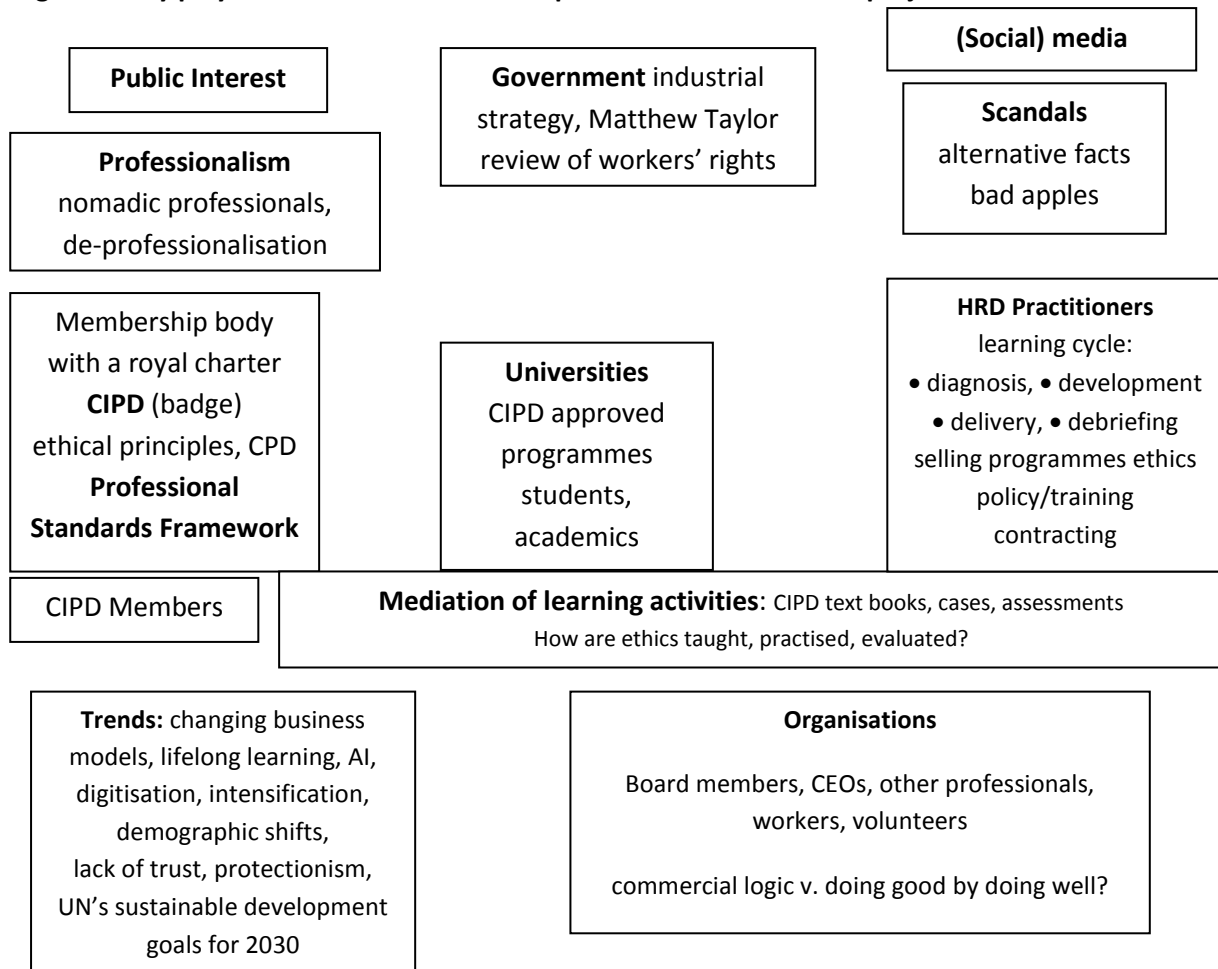 Public Interest
Government industrial
strategy, Matthew Taylor
review of workers' rights
(Social) media
Scandals
alternative facts
bad apples
Professionalism
nomadic professionals,
de-professionalisation
Membership body
with a royal charter
CIPD (badge)
ethical principles, CPD
Professional
Standards Framework
Universities
CIPD approved
programmes
students,
academics
HRD Practitioners
learning cycle:
• diagnosis, • development
• delivery, • debriefing
selling programmes ethics
policy/training
contracting
CIPD Members
Mediation of learning activities: CIPD text books, cases, assessments
How are ethics taught, practised, evaluated?
Trends: changing business
models, lifelong learning, AI,
digitisation, intensification,
demographic shifts,
lack of trust, protectionism,
UN's sustainable development
goals for 2030
Organisations
Board members, CEOs, other professionals,
workers, volunteers
commercial logic v. doing good by doing well?